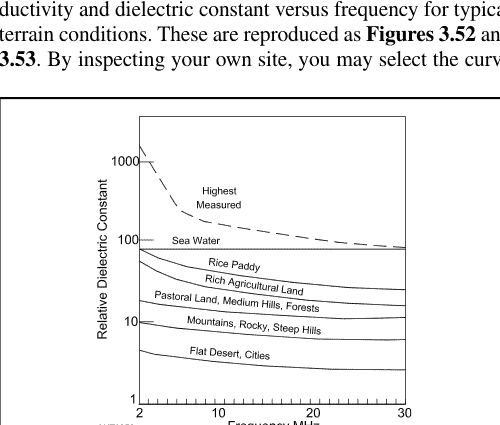 ductivity and dielectric constant versus frequency for
terrain conditions. These are reproduced as Figures 3.52
3.53. By inspecting your own site, you may select the
1000
Highest
Measured
100
Sea Water
Rice Paddy
Rich Agricultural Land
Pastoral Land, Medium Hills, Forests
10
Mountains, Rocky, Steep Hills
Flat Desert, Cities
1
2 10 20 30
Relative Dielectric Constant
Frequency MHz